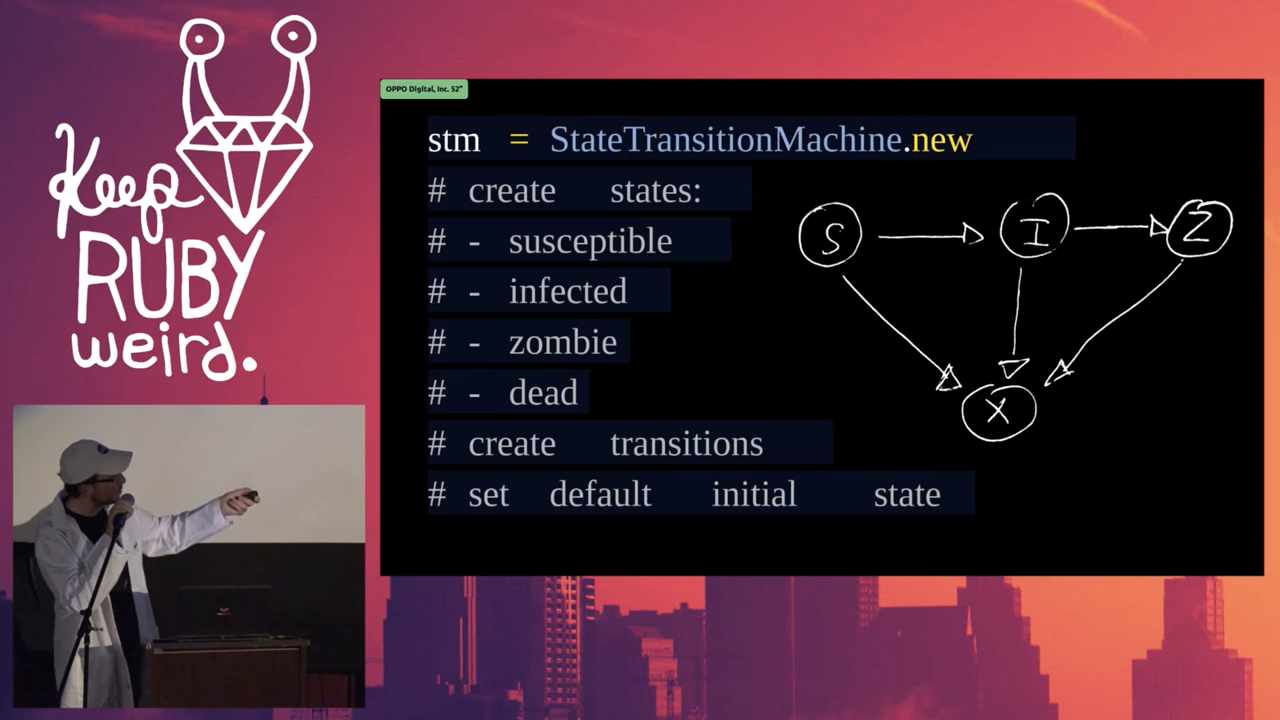 Keep
RUBY
weird.
OPPO Digital, Inc. 52"
stm = StateTransitionMachine.new
# create states:
# - susceptible
# - infected
# - zombie
# - dead
# create transitions
# set default initial state
S
I
Z
X